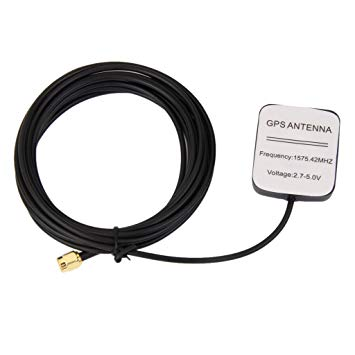 GPS ANTENNA
Frequency:1575.42MHZ
Voltage:2.7-5.0V